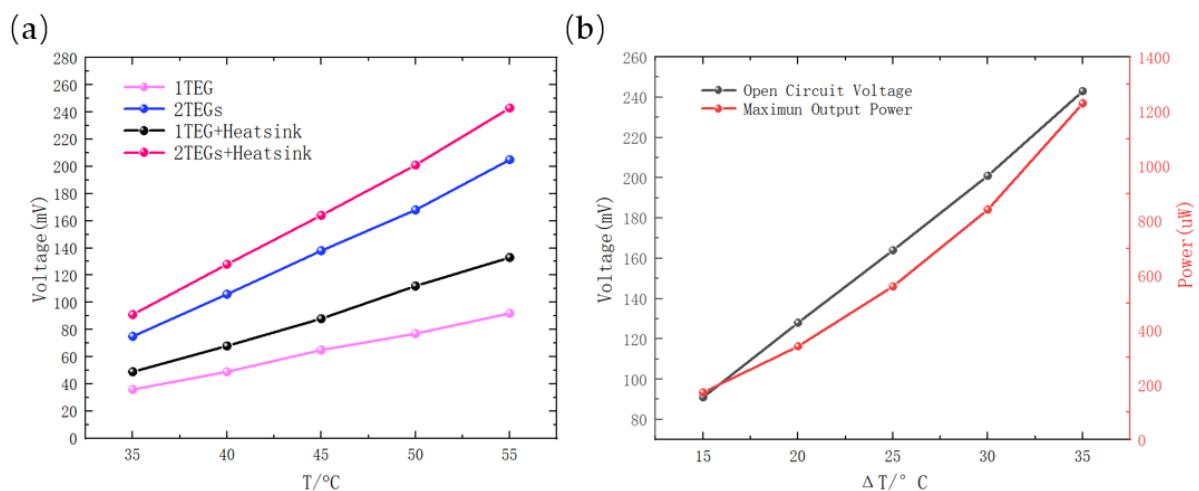 (a)
280
260
240
220
200
180
160
140
120
100
80
60
40
20
0
Voltage(mV)
1TEG
2TEGs
1TEG+Heatsink
2TEGs+Heatsink
35 40 45 50 55
T/°C
(b)
260
240
220
200
180
160
140
120
100
80
Voltage(mV)
Open Circuit Voltage
Maximun Output Power
1400
1200
1000
800
600
400
200
0
Power(uW)
15 20 25 30 35
ΔT/° C